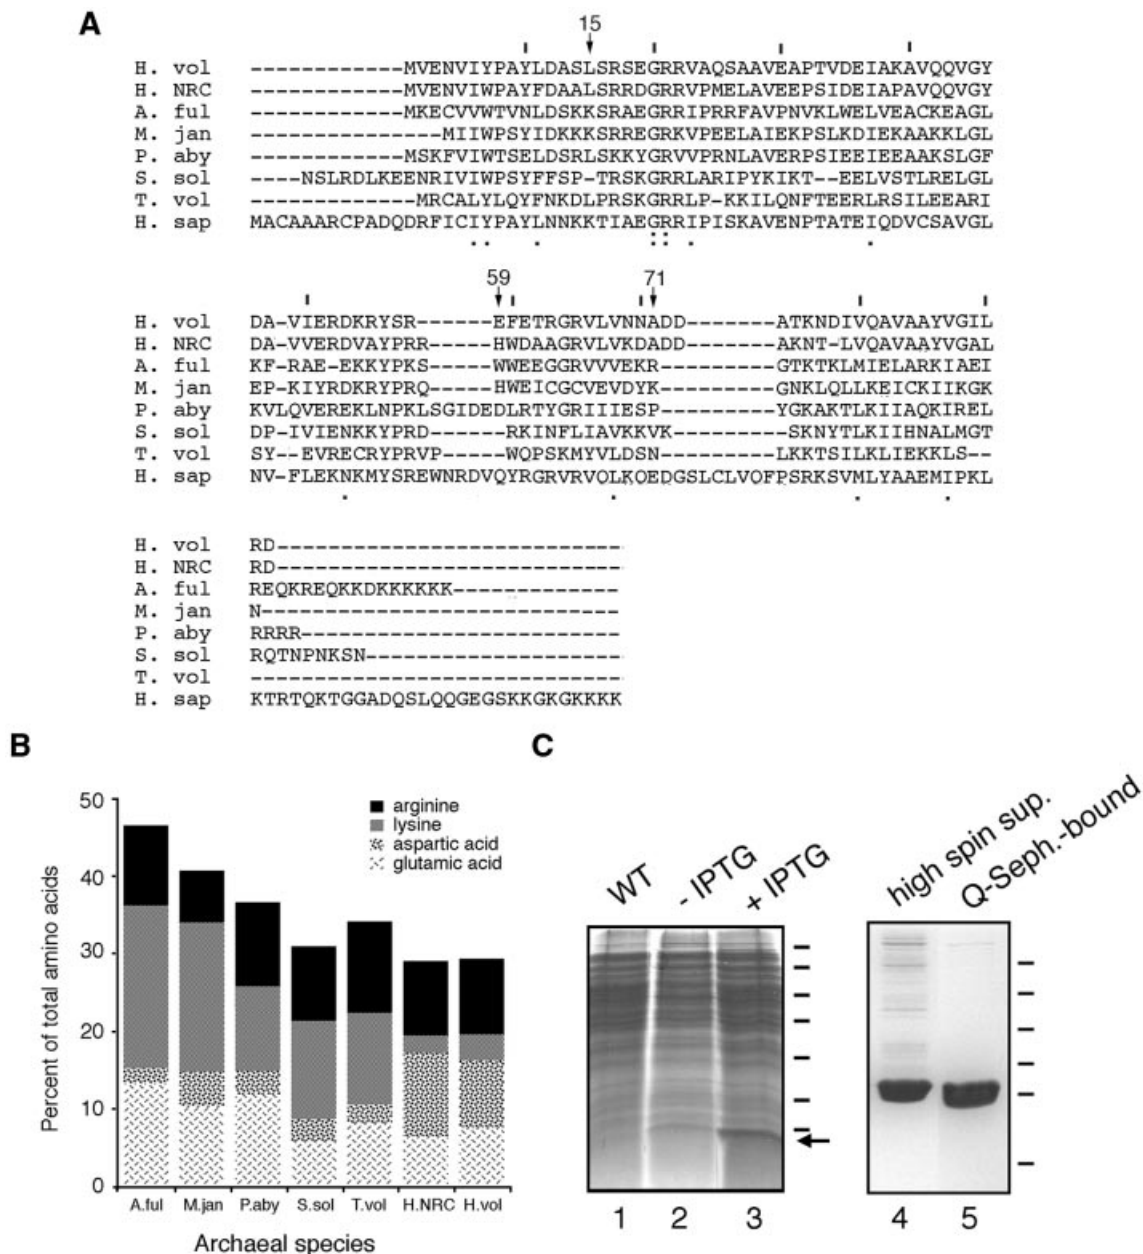 A
15
H. vol ------------MVENVIYPAYLDASLSRSEGRRVAQSAAVEAPTVDEIAKAVQQVGY
H. NRC ------------MVENVIWPAYFDAALSRRDGRRVPMELAVEEPSIDEIAPAVQQVGY
A. ful ------------MKECVVWTVNLDSKKSRAEGRRIPRRFAVPNVKLWELVEACKEAGL
M. jan ---------------MIIWPSYIDKKKSRREGRKVPEELAIEKPSLKDIEKAAKKLGL
P. aby ------------MSKFVIWTSELDSRLSKKYGRVVPRNLAVERPSIEEIEEAAKSLGF
S. sol ----NSLRDLKEENRIVIWPSYFFSP-TRSKGRRLARIPYKIKT--EELVSTLRELGL
T. vol -------------MRCALYLQYFNKDLPRSKGRRLP-KKILQNFTEERLRSILEEARI
H. sap MACAAARCPADQDRFICIYPAYLNNKKTIAEGRRIPISKAVENPTATEIQDVCSAVGL
59 71
H. vol DA-VIERDKRYSR------EFETRGRVLVNNADD-------ATKNDIVQAVAAYVGIL
H. NRC DA-VVERDVAYPRR-----HWDAAGRVLVKDADD-------AKNT-LVQAVAAYVGAL
A. ful KF-RAE-EKKYPKS-----WWEEGGRVVVEKR---------GTKTKLMIELARKIAEI
M. jan EP-KIYRDKRYPRQ-----HWEICGCVEVDYK---------GNKLQLLKEICKIIKGK
P. aby KVLQVEREKLNPKLSGIDEDLRTYGRIIIESP---------YGKAKTLKIIAQKIREL
S. sol DP-IVIENKKYPRD------RKINFLIAVKKVK--------SKNYTLKIIHNALMGT
T. vol SY--EVRECRYPRVP-----WQPSKMYVLDSN---------LKKTSILKLIEKKLS--
H. sap NV-FLEKNKMYSREWNRDVQYRGRVRVQLKQEDGSLCLVQFPSRKSVMLYAAEMIPKL
H. vol RD---------------------------
H. NRC RD---------------------------
A. ful REQKREQKKDKKKKKK-------------
M. jan N----------------------------
P. aby RRRR-------------------------
S. sol RQTNPNKSN--------------------
T. vol -----------------------------
H. sap KTRTQKTGGADQSLQQGEGSKKGKGKKKK
B
Percent of total amino acids
50
40
30
20
10
0
arginine
lysine
aspartic acid
glutamic acid
A.ful M.jan P.aby S.sol T.vol H.NRC H.vol
Archaeal species
C
WT - IPTG + IPTG
high spin sup. Q-Seph.-bound
1 2 3 4 5